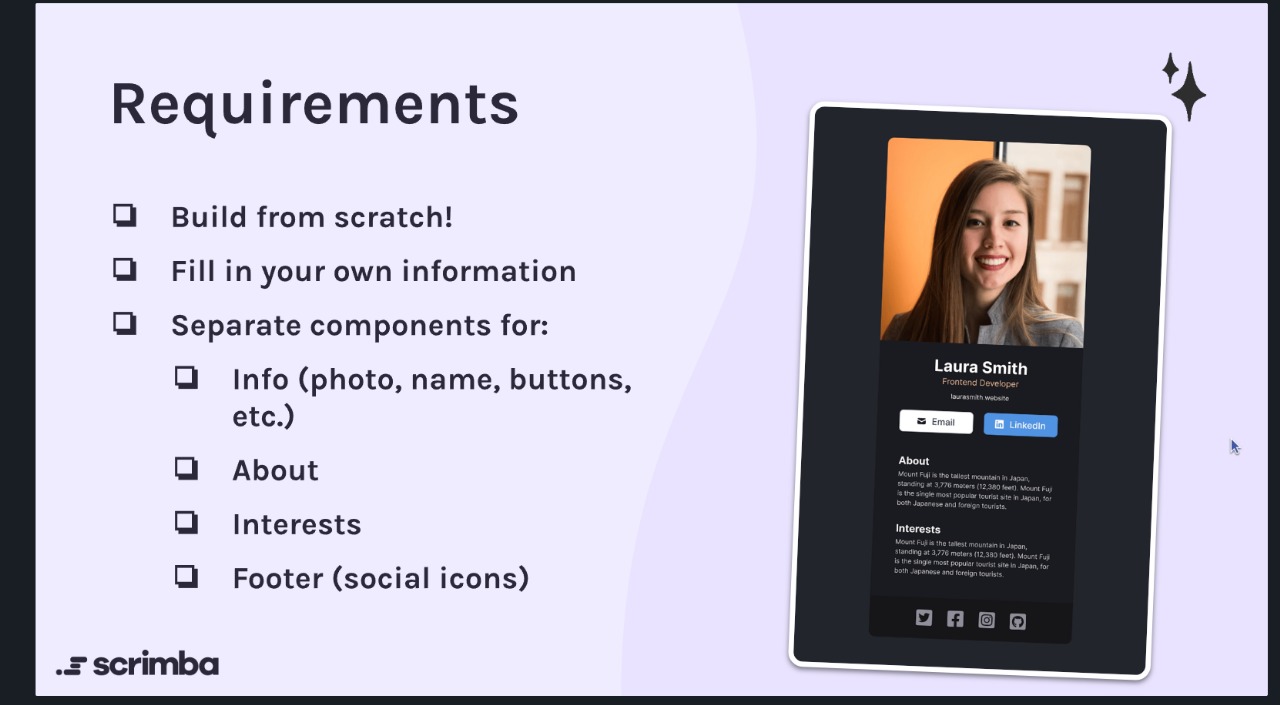 Requirements
Build from scratch!
Fill in your own information
Separate components for:
Info (photo, name, buttons,
etc.)
About
Interests
Footer (social icons)
scrimba
Laura Smith
Frontend Developer
laurasmith.website
Email
LinkedIn
About
Mount Fuji is the tallest mountain in Japan,
standing at 3,776 meters (12,380 feet). Mount Fuji
is the single most popular tourist site in Japan, for
both Japanese and foreign tourists.
Interests
Mount Fuji is the tallest mountain in Japan,
standing at 3,776 meters (12,380 feet). Mount Fuji
is the single most popular tourist site in Japan, for
both Japanese and foreign tourists.